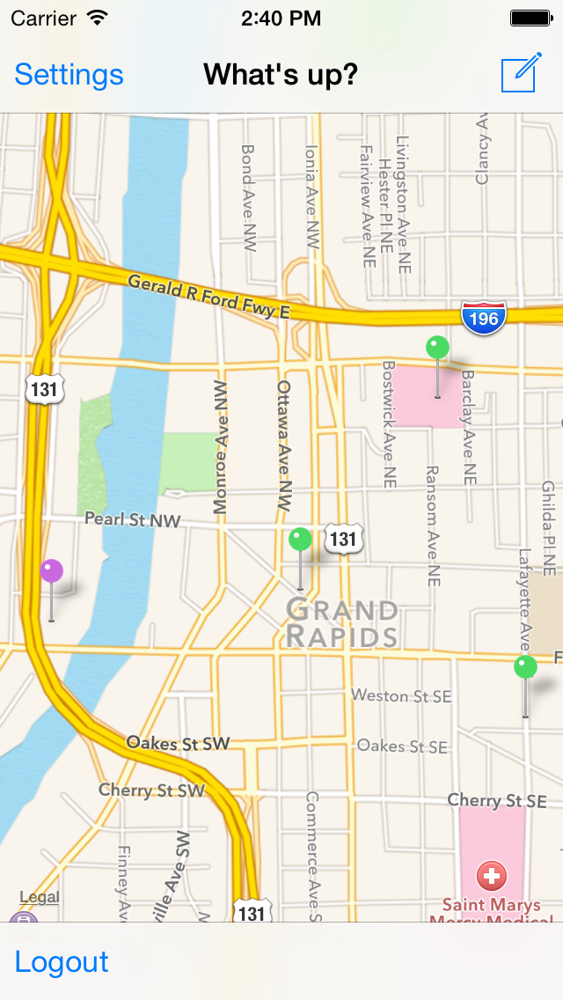 Carrier 2:40 PM
Settings What's up?
Bond Ave NW
Ionia Ave NW
Fairview Ave NE
Hester Pl NE
Livingston Ave NE
Clancy Av
Gerald R Ford Fwy E
196
131
Monroe Ave NW
Ottawa Ave NW
Bostwick Ave NE
Barclay Ave NE
Ransom Ave NE
Ghilda Pl NE
Pearl St NW
131
Lafayette Ave
GRAND
RAPIDS
F
Weston St SE
Oakes St SW
Oakes St SE
Cherry St SW
Cherry St SE
Commerce Ave S
Finney Av
ville Ave SW
Legal
131
Saint Marys
Mercy Medical
Logout